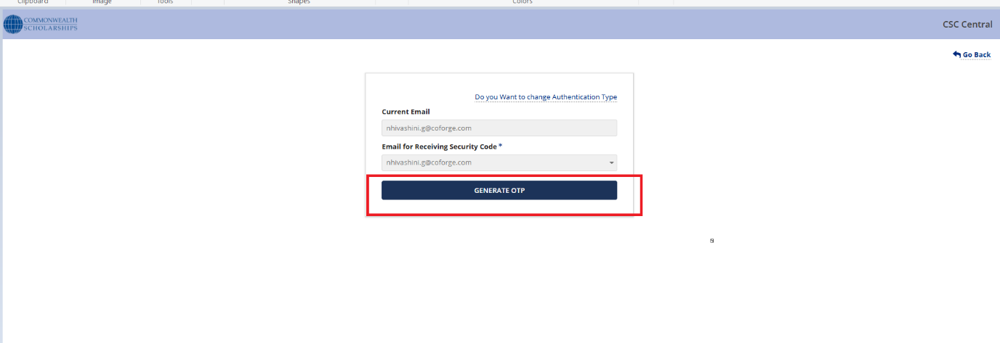 Clipboard Image Tools Shapes Colors
COMMONWEALTH
SCHOLARSHIPS
CSC Central
Go Back
Do you Want to change Authentication Type
Current Email
nhivashini.g@coforge.com
Email for Receiving Security Code *
nhivashini.g@coforge.com
GENERATE OTP